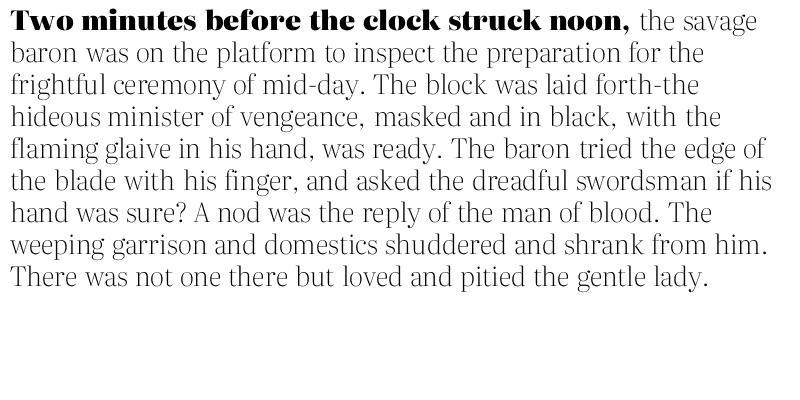 Two minutes before the clock struck noon, the savage
baron was on the platform to inspect the preparation for the
frightful ceremony of mid-day. The block was laid forth-the
hideous minister of vengeance, masked and in black, with the
flaming glaive in his hand, was ready. The baron tried the edge of
the blade with his finger, and asked the dreadful swordsman if his
hand was sure? A nod was the reply of the man of blood. The
weeping garrison and domestics shuddered and shrank from him.
There was not one there but loved and pitied the gentle lady.